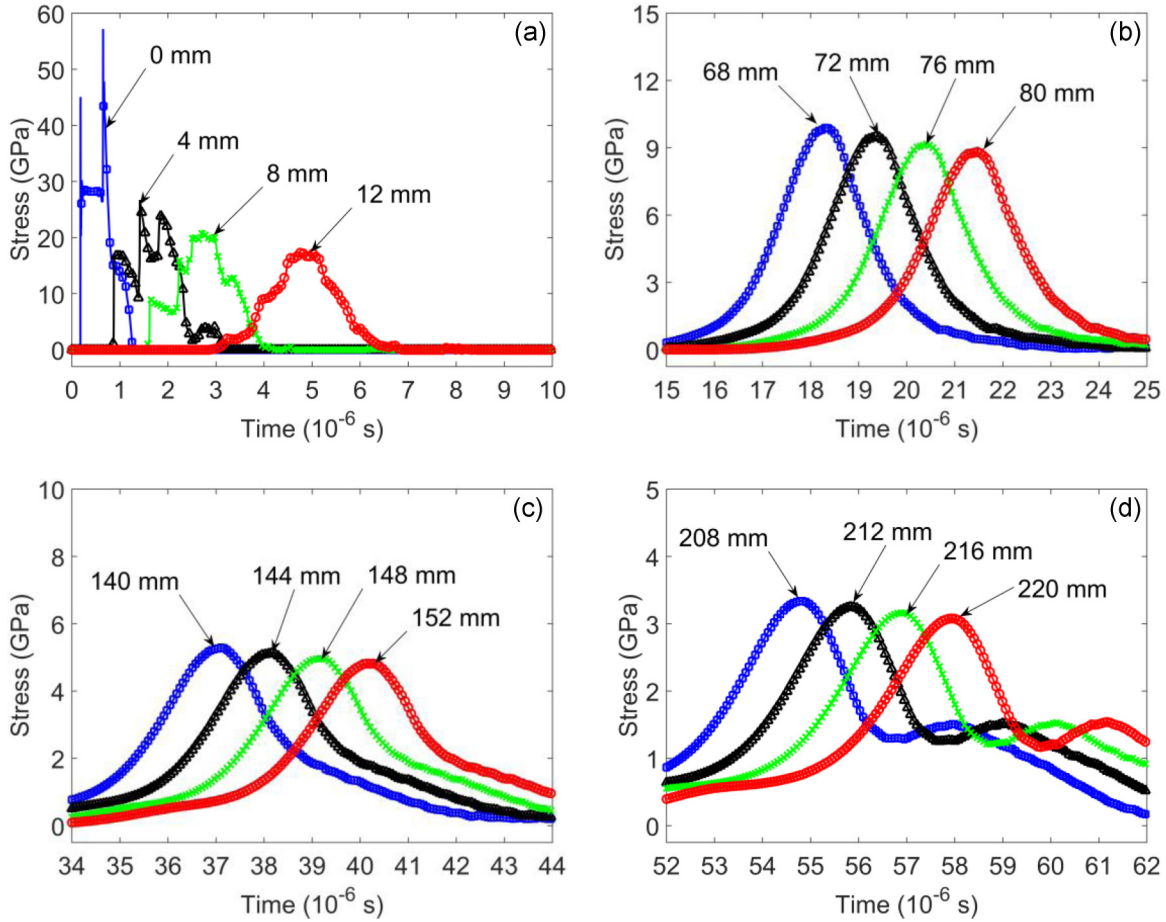 (a)
60
50
40
30
20
10
0
Stress (GPa)
0 mm
4 mm
8 mm
12 mm
0 1 2 3 4 5 6 7 8 9 10
Time (10⁻⁶ s)
(b)
15
12
9
6
3
0
Stress (GPa)
68 mm
72 mm
76 mm
80 mm
15 16 17 18 19 20 21 22 23 24 25
Time (10⁻⁶ s)
(c)
10
8
6
4
2
0
Stress (GPa)
140 mm
144 mm
148 mm
152 mm
34 35 36 37 38 39 40 41 42 43 44
Time (10⁻⁶ s)
(d)
5
4
3
2
1
0
Stress (GPa)
208 mm
212 mm
216 mm
220 mm
52 53 54 55 56 57 58 59 60 61 62
Time (10⁻⁶ s)